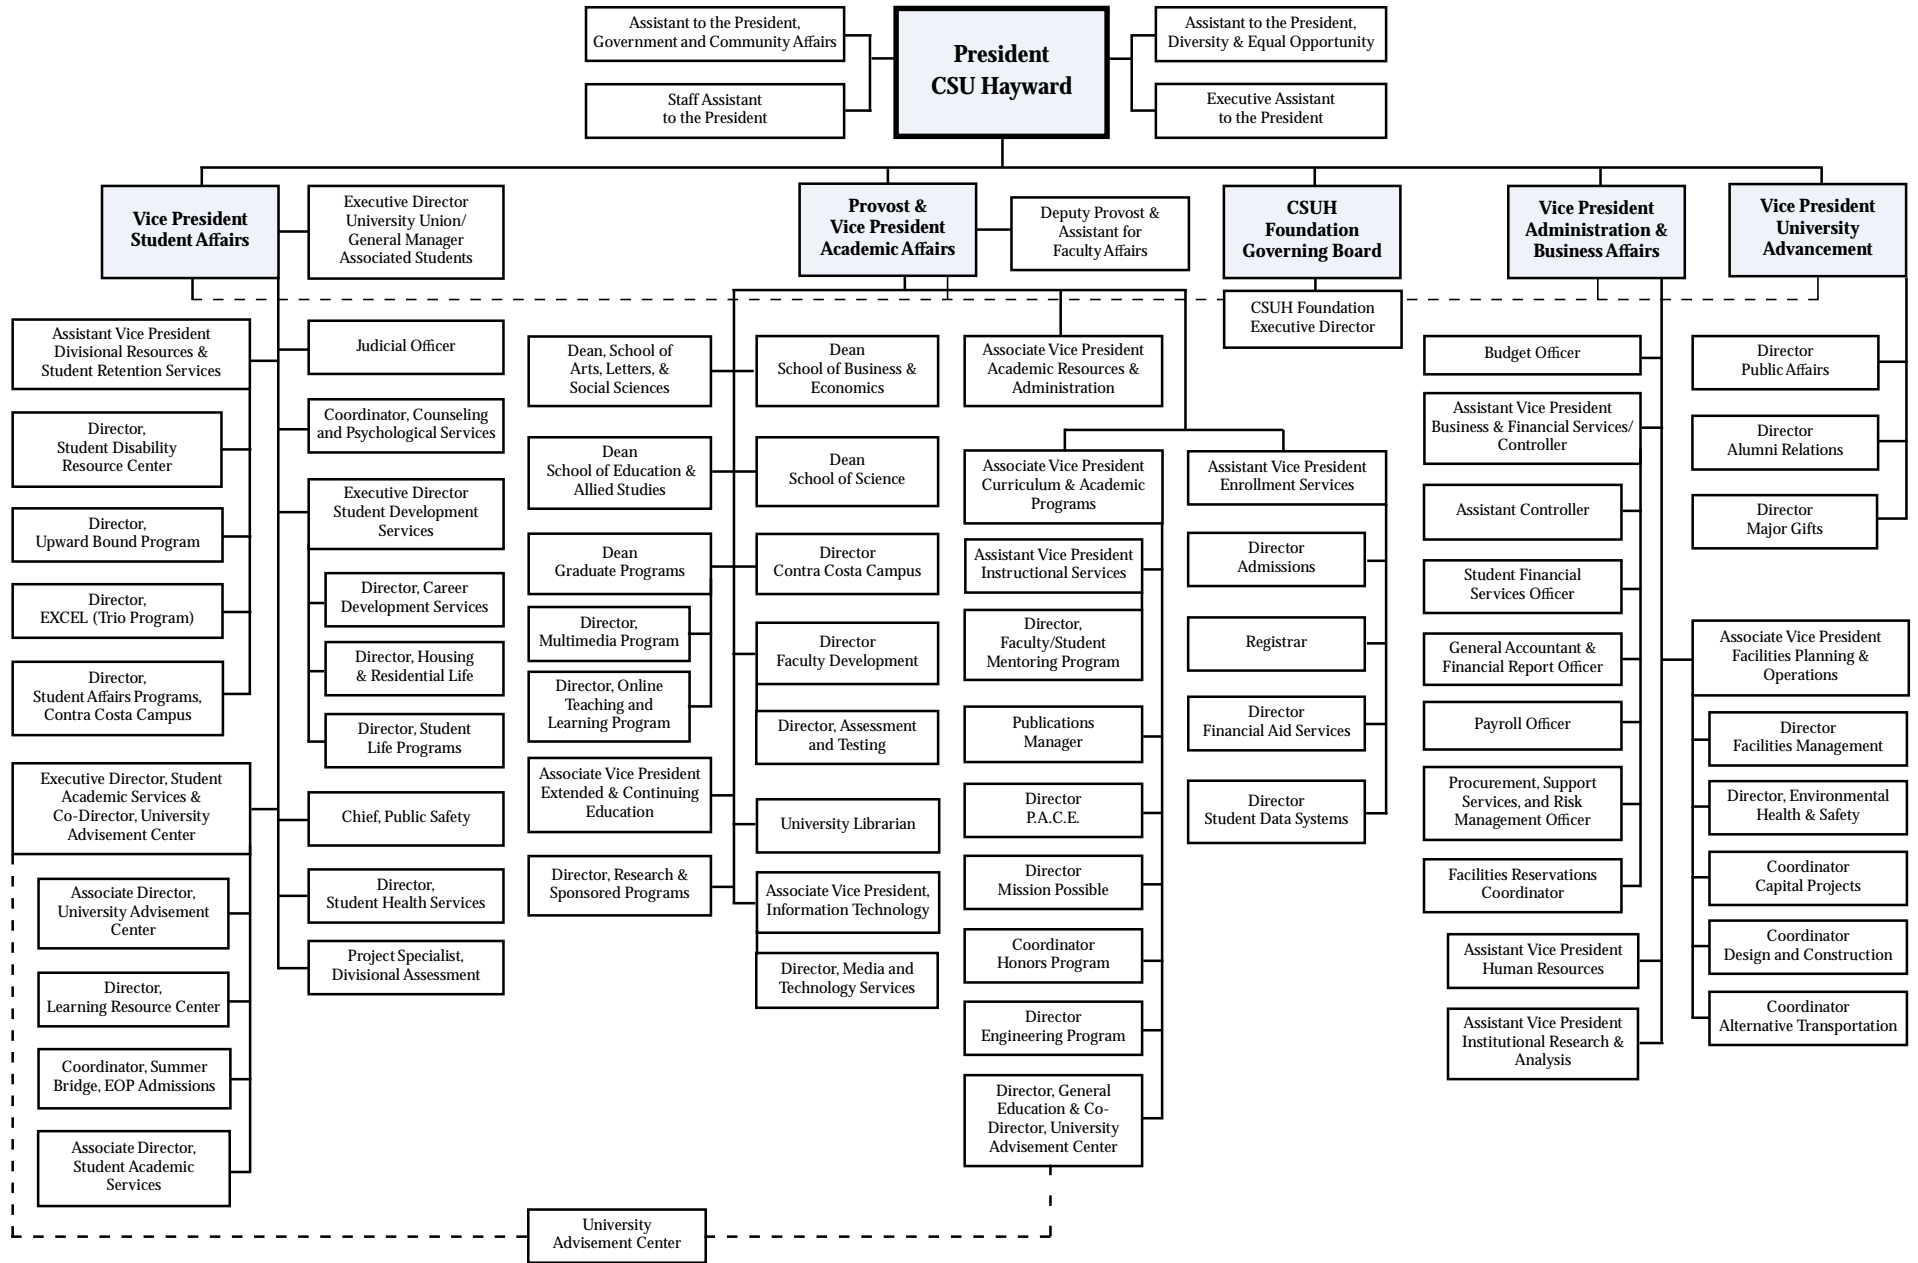 Assistant to the President,
Government and Community Affairs
Staff Assistant
to the President
President
CSU Hayward
Assistant to the President,
Diversity & Equal Opportunity
Executive Assistant
to the President
Vice President
Student Affairs
Executive Director
University Union/
General Manager
Associated Students
Provost &
Vice President
Academic Affairs
Deputy Provost &
Assistant for
Faculty Affairs
CSUH
Foundation
Governing Board
CSUH Foundation
Executive Director
Vice President
Administration &
Business Affairs
Vice President
University
Advancement
Assistant Vice President
Divisional Resources &
Student Retention Services
Director,
Student Disability
Resource Center
Director,
Upward Bound Program
Director,
EXCEL (Trio Program)
Director,
Student Affairs Programs,
Contra Costa Campus
Executive Director, Student
Academic Services &
Co-Director, University
Advisement Center
Associate Director,
University Advisement
Center
Director,
Learning Resource Center
Coordinator, Summer
Bridge, EOP Admissions
Associate Director,
Student Academic
Services
Judicial Officer
Coordinator, Counseling
and Psychological Services
Executive Director
Student Development
Services
Director, Career
Development Services
Director, Housing
& Residential Life
Director, Student
Life Programs
Chief, Public Safety
Director,
Student Health Services
Project Specialist,
Divisional Assessment
Dean, School of
Arts, Letters, &
Social Sciences
Dean
School of Education &
Allied Studies
Dean
Graduate Programs
Director,
Multimedia Program
Director, Online
Teaching and
Learning Program
Associate Vice President
Extended & Continuing
Education
Director, Research &
Sponsored Programs
Dean
School of Business &
Economics
Dean
School of Science
Director
Contra Costa Campus
Director
Faculty Development
Director, Assessment
and Testing
University Librarian
Associate Vice President,
Information Technology
Director, Media and
Technology Services
Associate Vice President
Academic Resources &
Administration
Associate Vice President
Curriculum & Academic
Programs
Assistant Vice President
Instructional Services
Director,
Faculty/Student
Mentoring Program
Publications
Manager
Director
P.A.C.E.
Director
Mission Possible
Coordinator
Honors Program
Director
Engineering Program
Director, General
Education & Co-
Director, University
Advisement Center
Assistant Vice President
Enrollment Services
Director
Admissions
Registrar
Director
Financial Aid Services
Director
Student Data Systems
Budget Officer
Assistant Vice President
Business & Financial Services/
Controller
Assistant Controller
Student Financial
Services Officer
General Accountant &
Financial Report Officer
Payroll Officer
Procurement, Support
Services, and Risk
Management Officer
Facilities Reservations
Coordinator
Assistant Vice President
Human Resources
Assistant Vice President
Institutional Research &
Analysis
Director
Public Affairs
Director
Alumni Relations
Director
Major Gifts
Associate Vice President
Facilities Planning &
Operations
Director
Facilities Management
Director, Environmental
Health & Safety
Coordinator
Capital Projects
Coordinator
Design and Construction
Coordinator
Alternative Transportation
University
Advisement Center